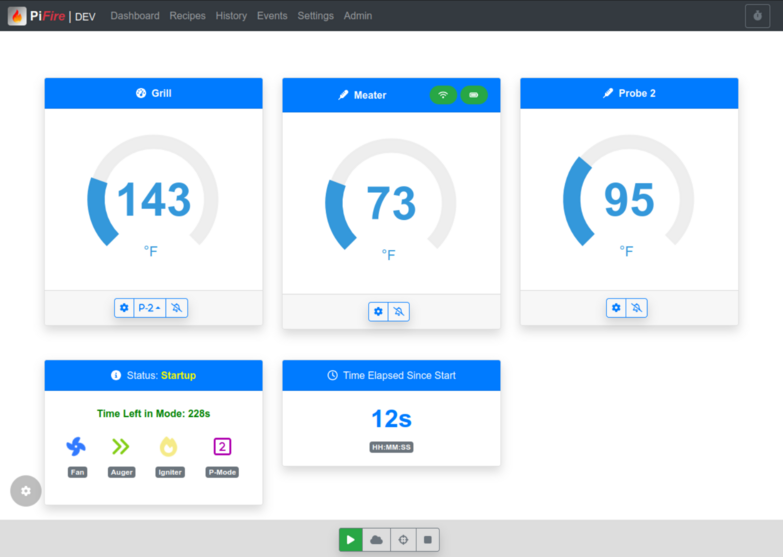 PiFire | DEV Dashboard Recipes History Events Settings Admin
Grill
143
°F
P-2
Meater
73
°F
Probe 2
95
°F
Status: Startup
Time Left in Mode: 228s
2
Fan Auger Igniter P-Mode
Time Elapsed Since Start
12s
HH:MM:SS